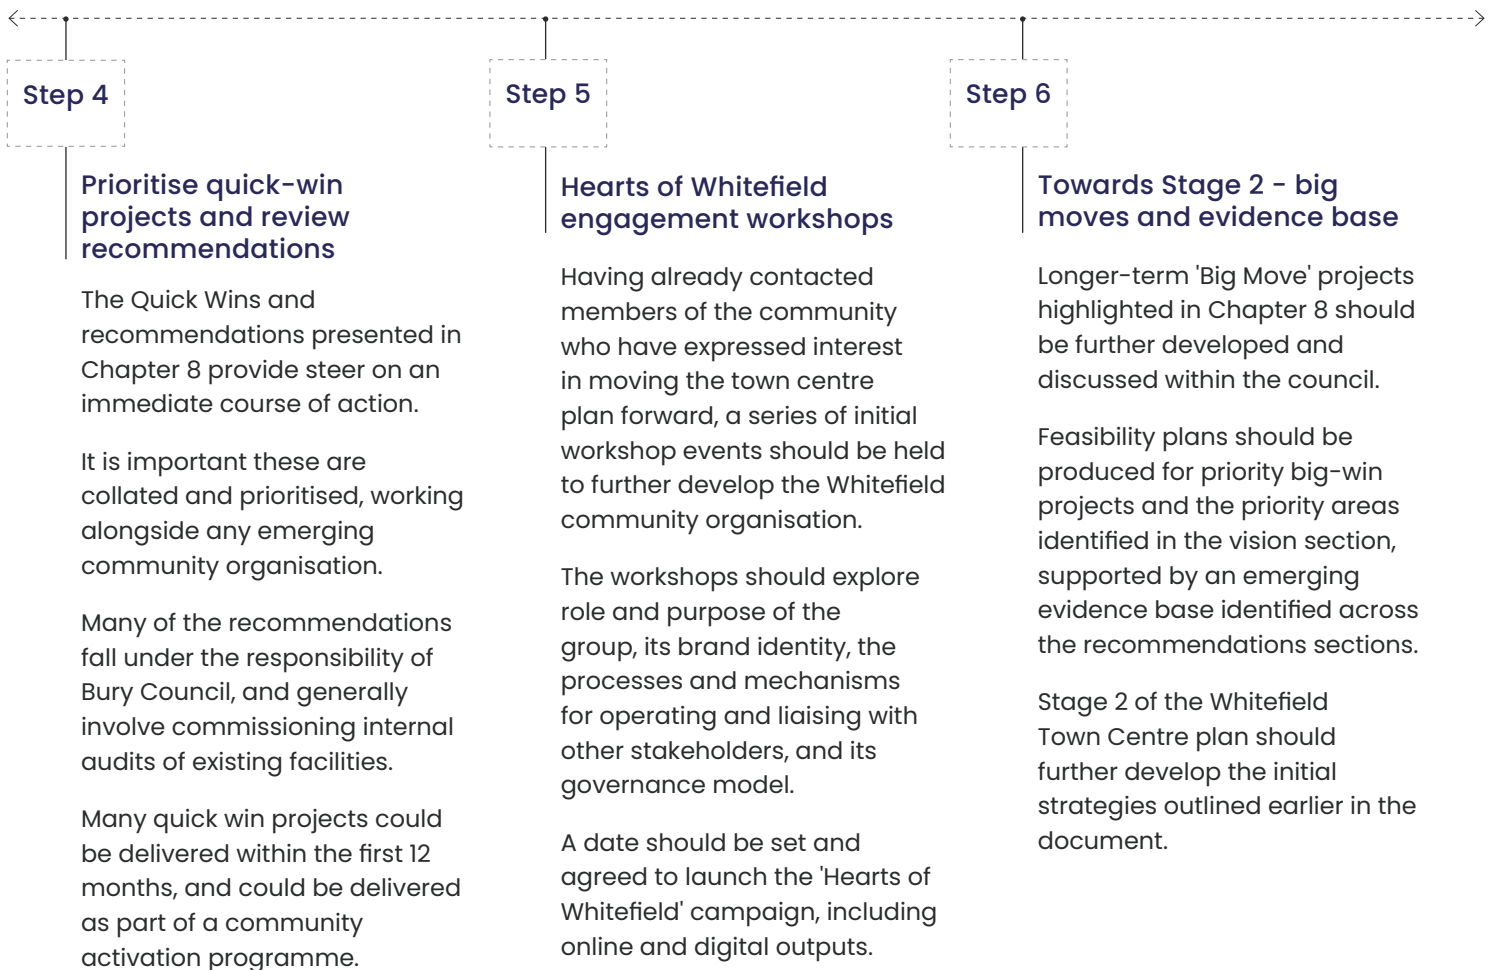 Step 4
Prioritise quick-win
projects and review
recommendations
The Quick Wins and
recommendations presented in
Chapter 8 provide steer on an
immediate course of action.
It is important these are
collated and prioritised, working
alongside any emerging
community organisation.
Many of the recommendations
fall under the responsibility of
Bury Council, and generally
involve commissioning internal
audits of existing facilities.
Many quick win projects could
be delivered within the first 12
months, and could be delivered
as part of a community
activation programme.
Step 5
Hearts of Whitefield
engagement workshops
Having already contacted
members of the community
who have expressed interest
in moving the town centre
plan forward, a series of initial
workshop events should be held
to further develop the Whitefield
community organisation.
The workshops should explore
role and purpose of the
group, its brand identity, the
processes and mechanisms
for operating and liaising with
other stakeholders, and its
governance model.
A date should be set and
agreed to launch the 'Hearts of
Whitefield' campaign, including
online and digital outputs.
Step 6
Towards Stage 2 - big
moves and evidence base
Longer-term 'Big Move' projects
highlighted in Chapter 8 should
be further developed and
discussed within the council.
Feasibility plans should be
produced for priority big-win
projects and the priority areas
identified in the vision section,
supported by an emerging
evidence base identified across
the recommendations sections.
Stage 2 of the Whitefield
Town Centre plan should
further develop the initial
strategies outlined earlier in the
document.